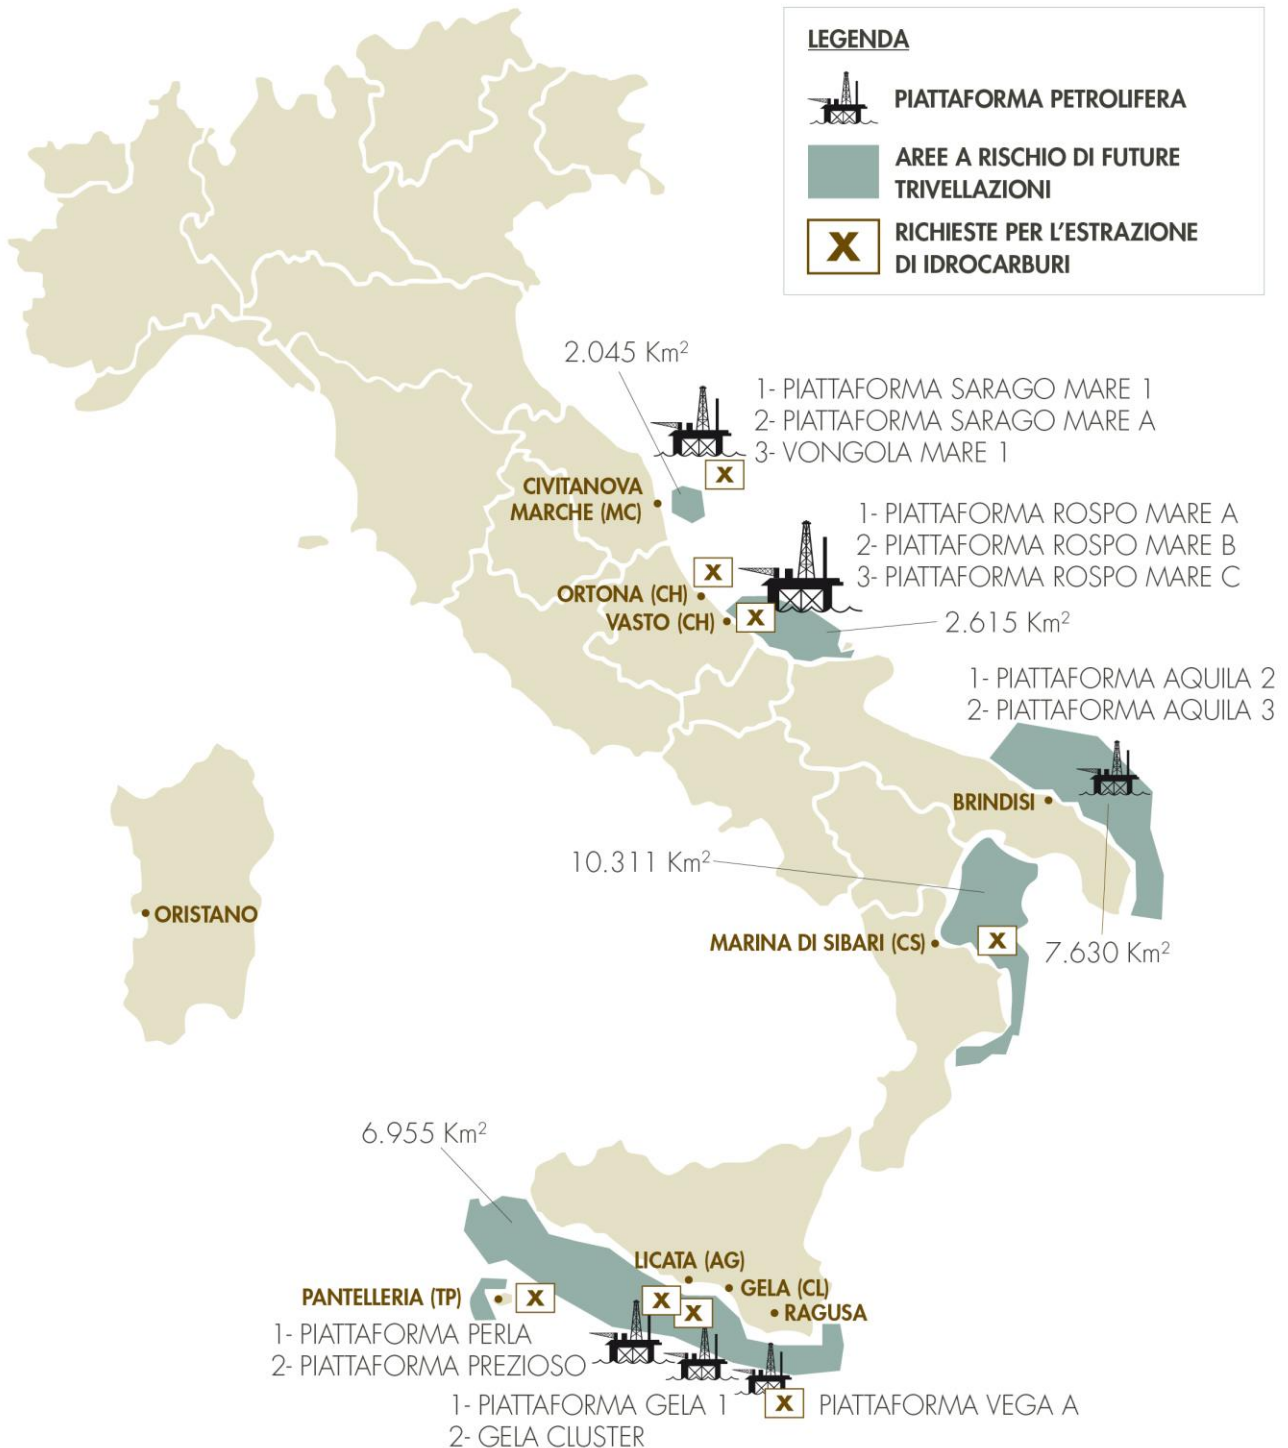 LEGENDA
PIATTAFORMA PETROLIFERA
AREE A RISCHIO DI FUTURE
TRIVELLAZIONI
X
RICHIESTE PER L'ESTRAZIONE
DI IDROCARBURI
2.045 Km²
1- PIATTAFORMA SARAGO MARE 1
2- PIATTAFORMA SARAGO MARE A
3- VONGOLA MARE 1
X
CIVITANOVA
MARCHE (MC)
1- PIATTAFORMA ROSPO MARE A
2- PIATTAFORMA ROSPO MARE B
3- PIATTAFORMA ROSPO MARE C
X
ORTONA (CH)
VASTO (CH)
X
2.615 Km²
1- PIATTAFORMA AQUILA 2
2- PIATTAFORMA AQUILA 3
BRINDISI
10.311 Km²
ORISTANO
MARINA DI SIBARI (CS)
X
7.630 Km²
6.955 Km²
LICATA (AG)
GELA (CL)
RAGUSA
PANTELLERIA (TP)
X
X
X
1- PIATTAFORMA PERLA
2- PIATTAFORMA PREZIOSO
1- PIATTAFORMA GELA 1
2- GELA CLUSTER
X
PIATTAFORMA VEGA A